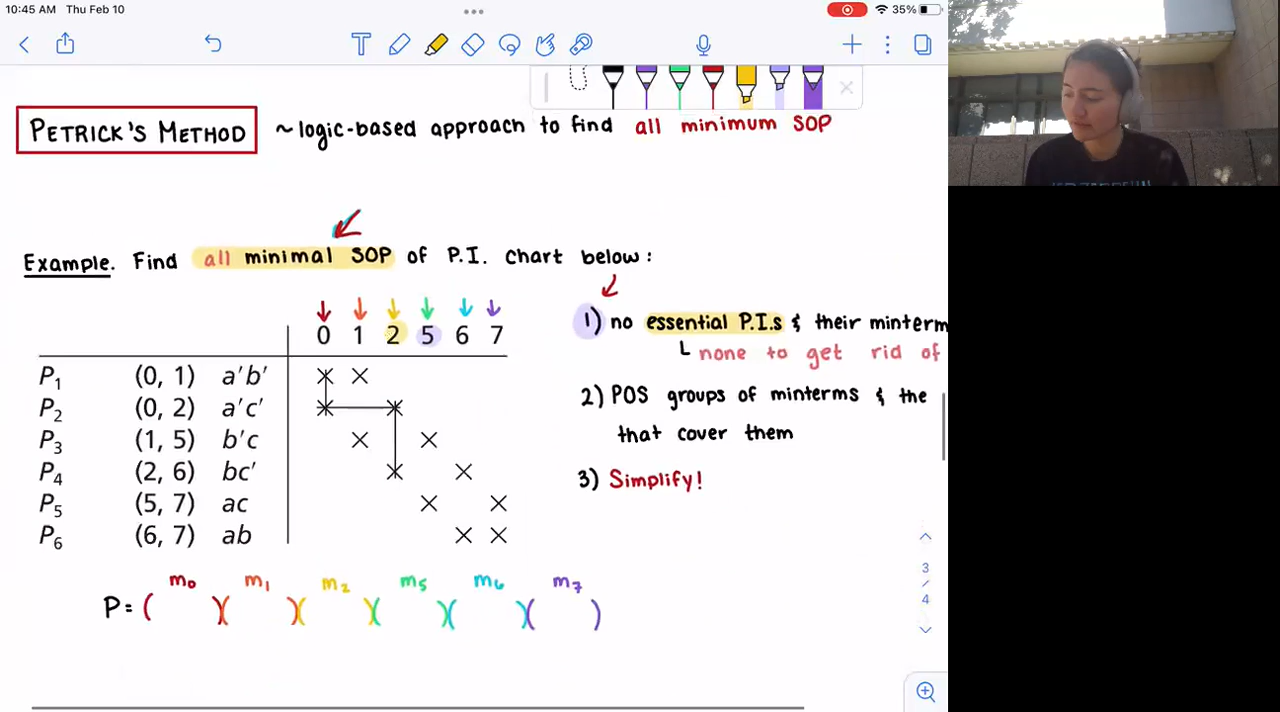 10:45 AM Thu Feb 10
35%
PETRICK'S METHOD ~logic-based approach to find all minimum SOP
Example. Find all minimal SOP of P.I. Chart below:
0 1 2 5 6 7
P1 (0, 1) a′b′ × ×
P2 (0, 2) a′c′ × ×
P3 (1, 5) b′c × ×
P4 (2, 6) bc′ × ×
P5 (5, 7) ac × ×
P6 (6, 7) ab × ×
1) no essential P.I.s & their minterm
none to get rid of
2) POS groups of minterms & the
that cover them
3) Simplify!
m0 m1 m2 m5 m6 m7
P=( )( )( )( )( )( )
3
/
4